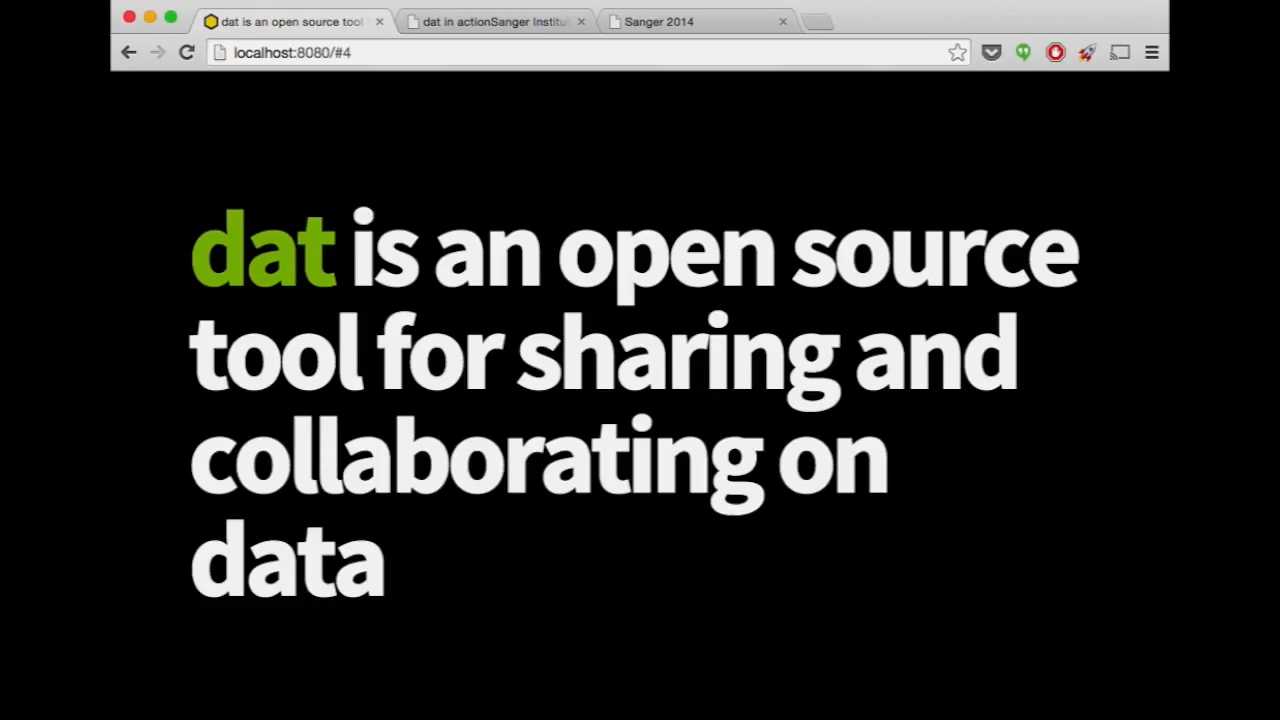 dat is an open source tool
dat in actionSanger Institu
Sanger 2014
localhost:8080/#4
dat is an open source
tool for sharing and
collaborating on
data